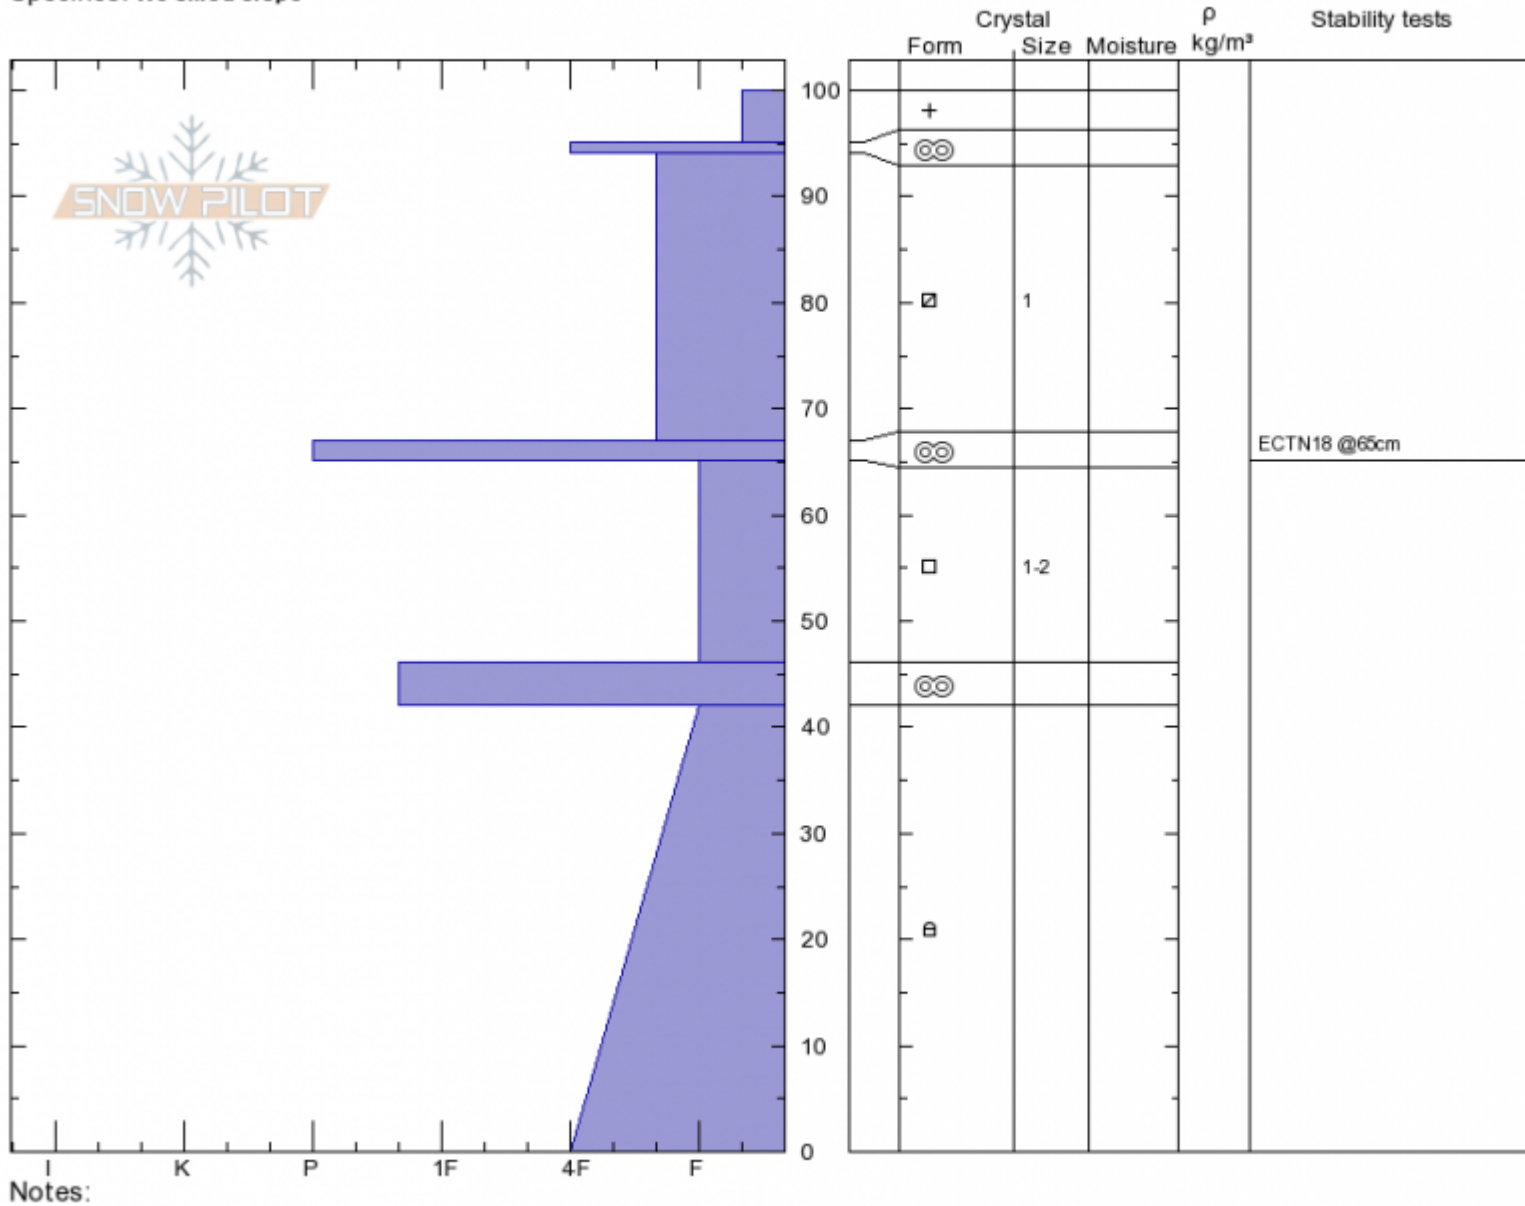 Crystal ρ Stability tests
Form Size Moisture kg/m³
100
+
SNOW PILOT
90
80 1
70
ECTN18 @65cm
60
1-2
50
40
30
20
10
0
I K P 1F 4F F
Notes: